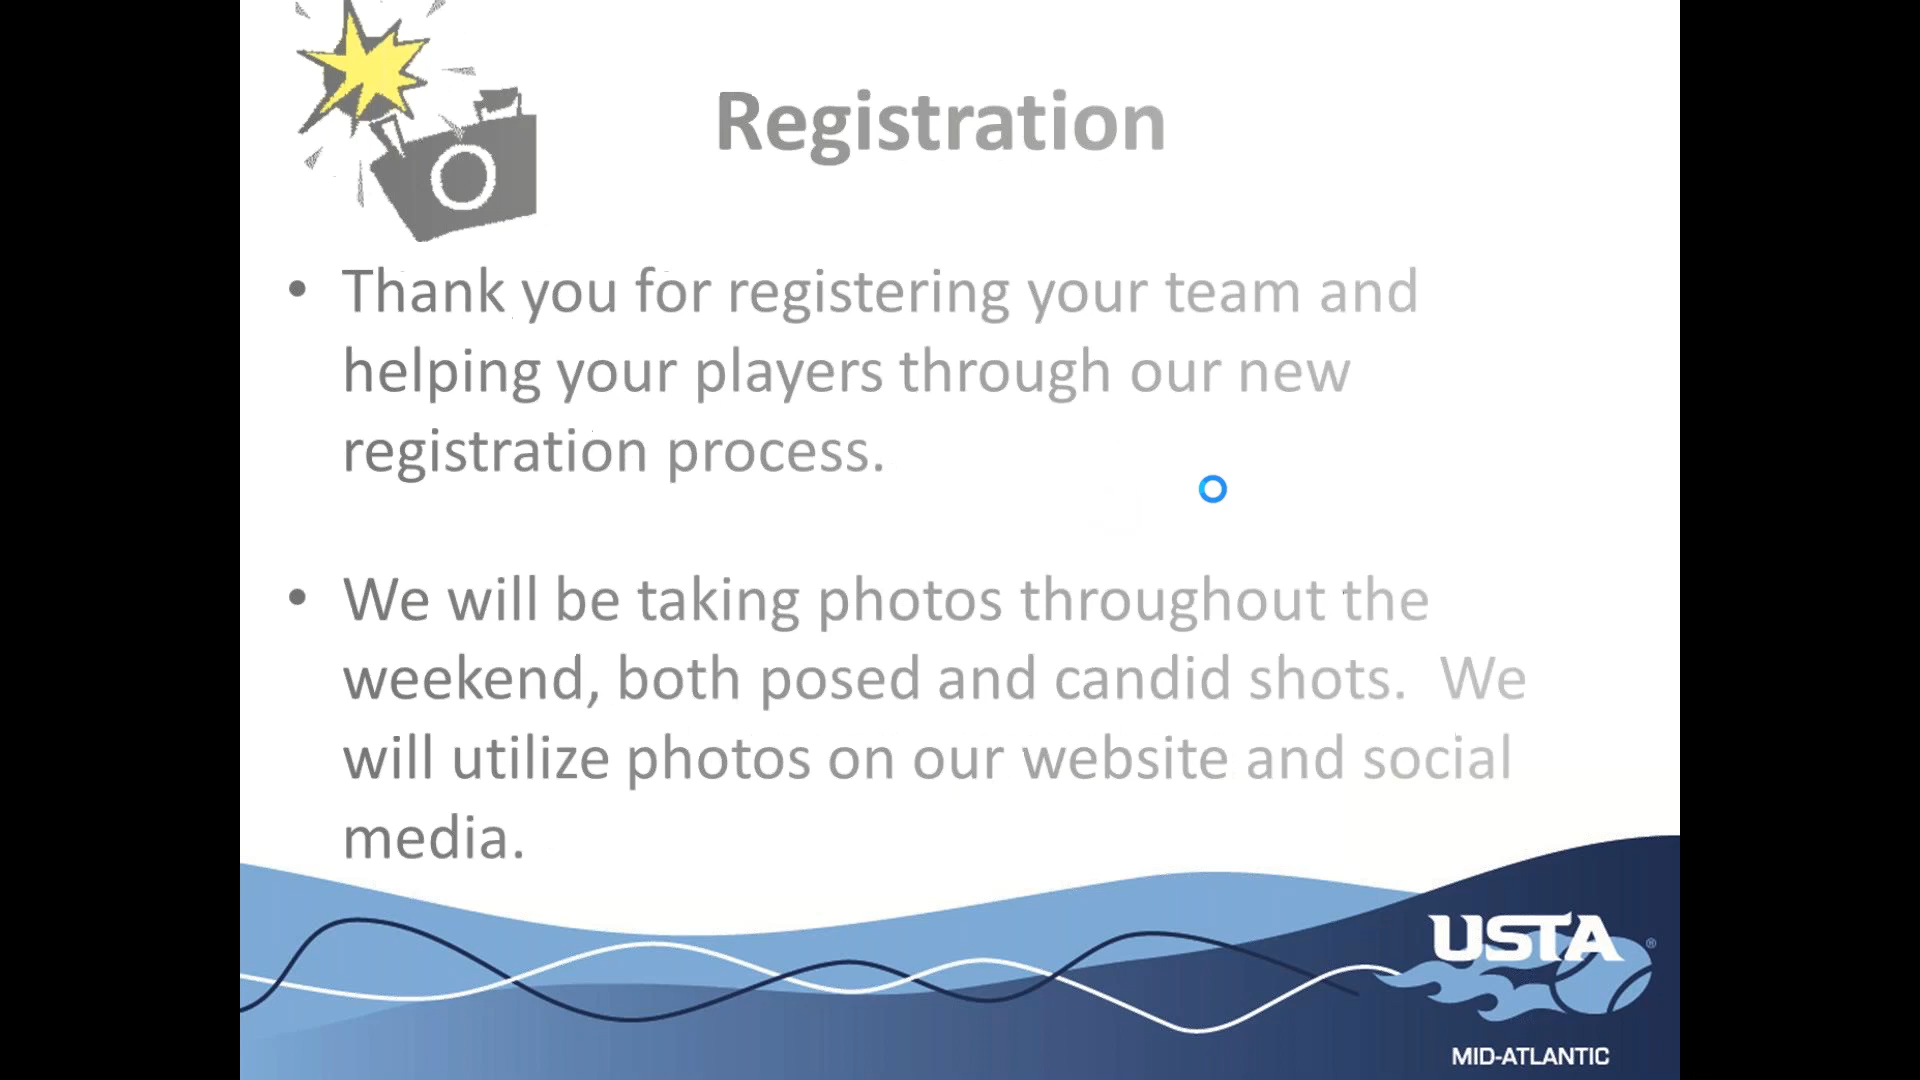 Registration
• Thank you for registering your team and
helping your players through our new
registration process.
• We will be taking photos throughout the
weekend, both posed and candid shots.  We
will utilize photos on our website and social
media.
USTA ®
MID-ATLANTIC